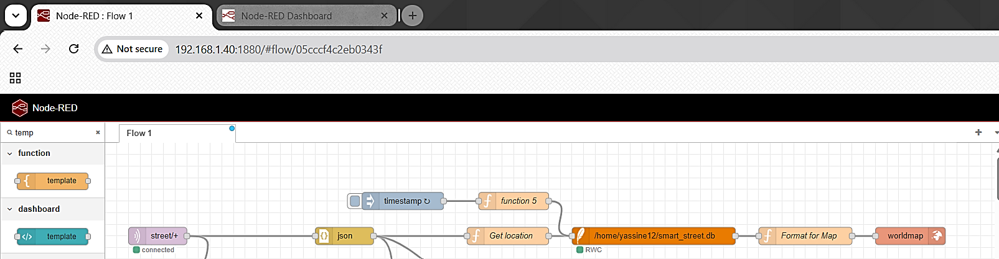 Node-RED : Flow 1
Node-RED Dashboard
Not secure
192.168.1.40:1880/#flow/05cccf4c2eb0343f
Node-RED
temp
Flow 1
function
template
timestamp ↻
function 5
dashboard
template
street/+
json
Get location
/home/yassine12/smart_street.db
Format for Map
worldmap
connected
RWC